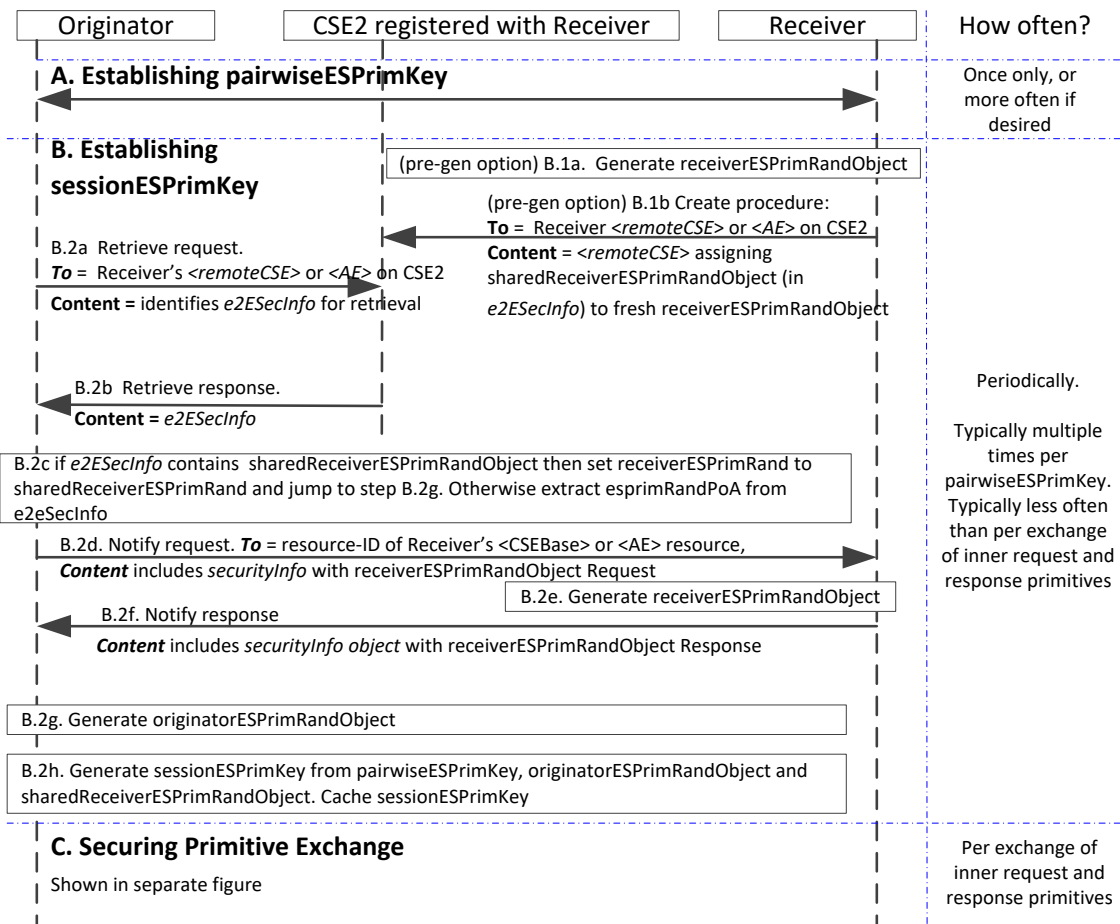 Originator
CSE2 registered with Receiver
Receiver
How often?
A. Establishing pairwiseESPrimKey
Once only, or
more often if
desired
B. Establishing
sessionESPrimKey
(pre-gen option) B.1a. Generate receiverESPrimRandObject
(pre-gen option) B.1b Create procedure:
To = Receiver <remoteCSE> or <AE> on CSE2
Content = <remoteCSE> assigning
sharedReceiverESPrimRandObject (in
e2ESecInfo) to fresh receiverESPrimRandObject
B.2a Retrieve request.
To = Receiver's <remoteCSE> or <AE> on CSE2
Content = identifies e2ESecInfo for retrieval
B.2b Retrieve response.
Content = e2ESecInfo
Periodically.
Typically multiple
times per
pairwiseESPrimKey.
Typically less often
than per exchange
of inner request and
response primitives
B.2c if e2ESecInfo contains sharedReceiverESPrimRandObject then set receiverESPrimRand to
sharedReceiverESPrimRand and jump to step B.2g. Otherwise extract esprimRandPoA from
e2eSecInfo
B.2d. Notify request. To = resource-ID of Receiver's <CSEBase> or <AE> resource,
Content includes securityInfo with receiverESPrimRandObject Request
B.2e. Generate receiverESPrimRandObject
B.2f. Notify response
Content includes securityInfo object with receiverESPrimRandObject Response
B.2g. Generate originatorESPrimRandObject
B.2h. Generate sessionESPrimKey from pairwiseESPrimKey, originatorESPrimRandObject and
sharedReceiverESPrimRandObject. Cache sessionESPrimKey
C. Securing Primitive Exchange
Shown in separate figure
Per exchange of
inner request and
response primitives